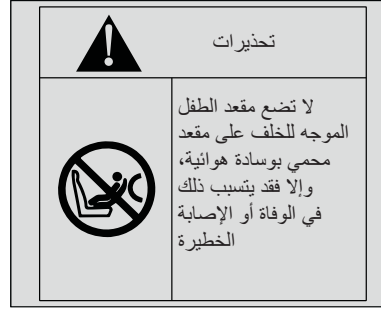 تحذيرات
لا تضع مقعد الطفل
الموجه للخلف على مقعد
محمي بوسادة هوائية،
وإلا فقد يتسبب ذلك
في الوفاة أو الإصابة
الخطيرة